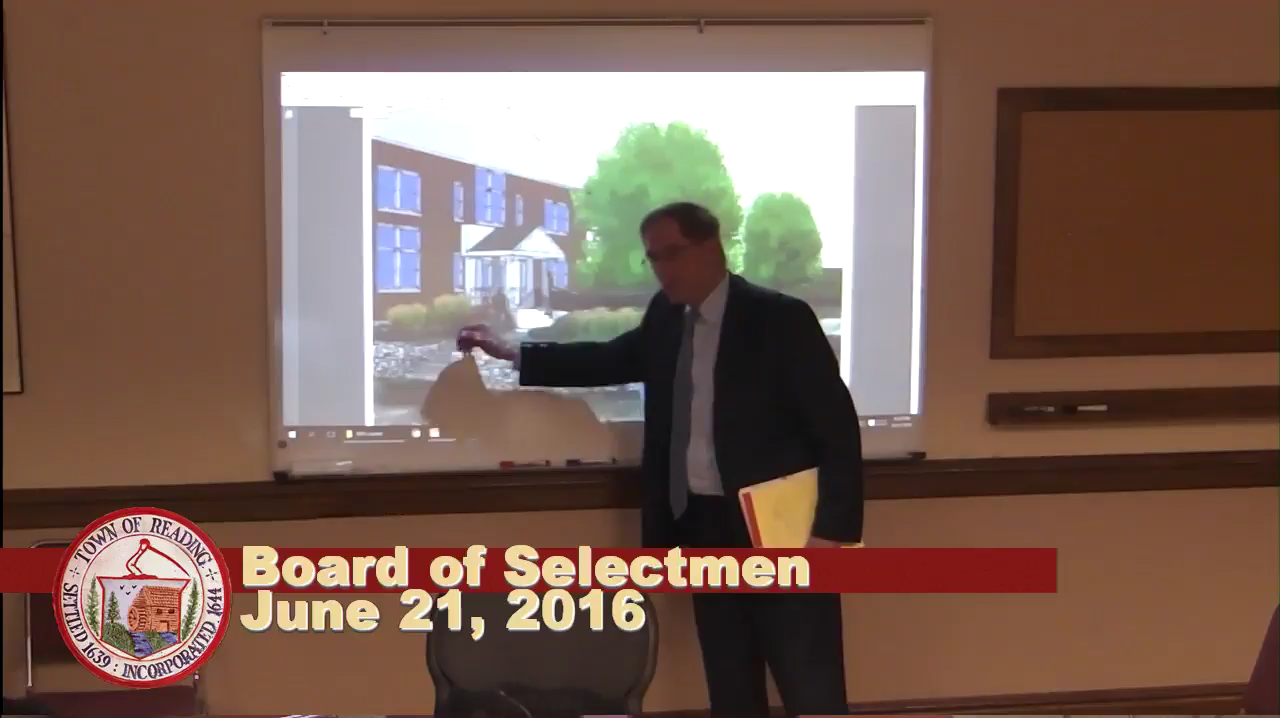 TOWN OF READING
SETTLED 1639 : INCORPORATED 1644
Board of Selectmen
June 21, 2016